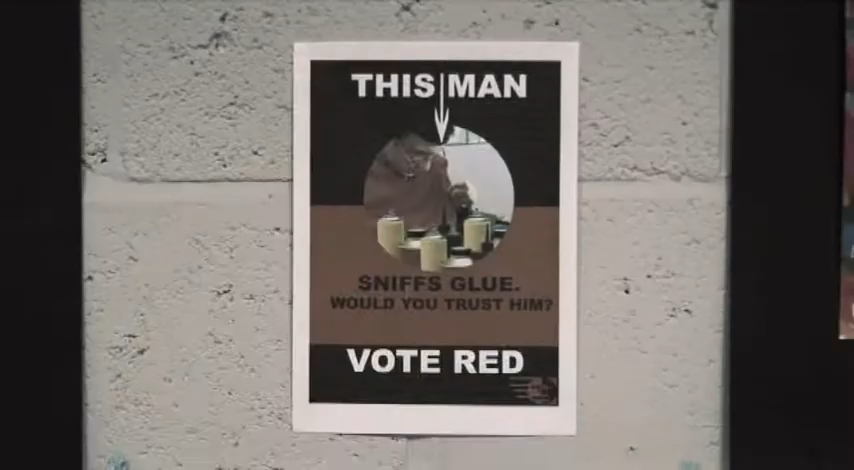 THIS MAN
SNIFFS GLUE.
WOULD YOU TRUST HIM?
VOTE RED